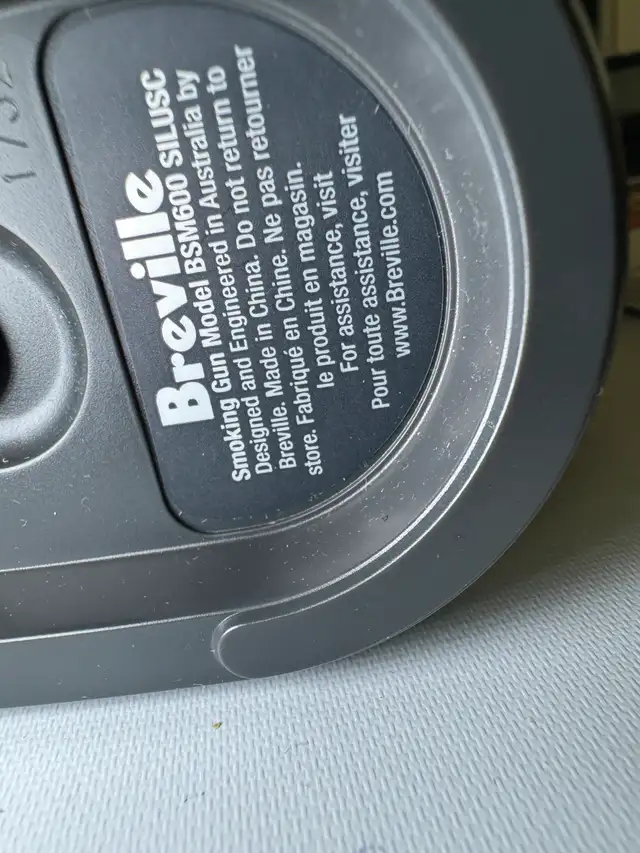 Breville
Smoking Gun Model BSM600 SILUSC
Designed and Engineered in Australia by
Breville. Made in China. Do not return to
store. Fabriqué en Chine. Ne pas retourner
le produit en magasin.
For assistance, visit
Pour toute assistance, visiter
www.Breville.com
1732